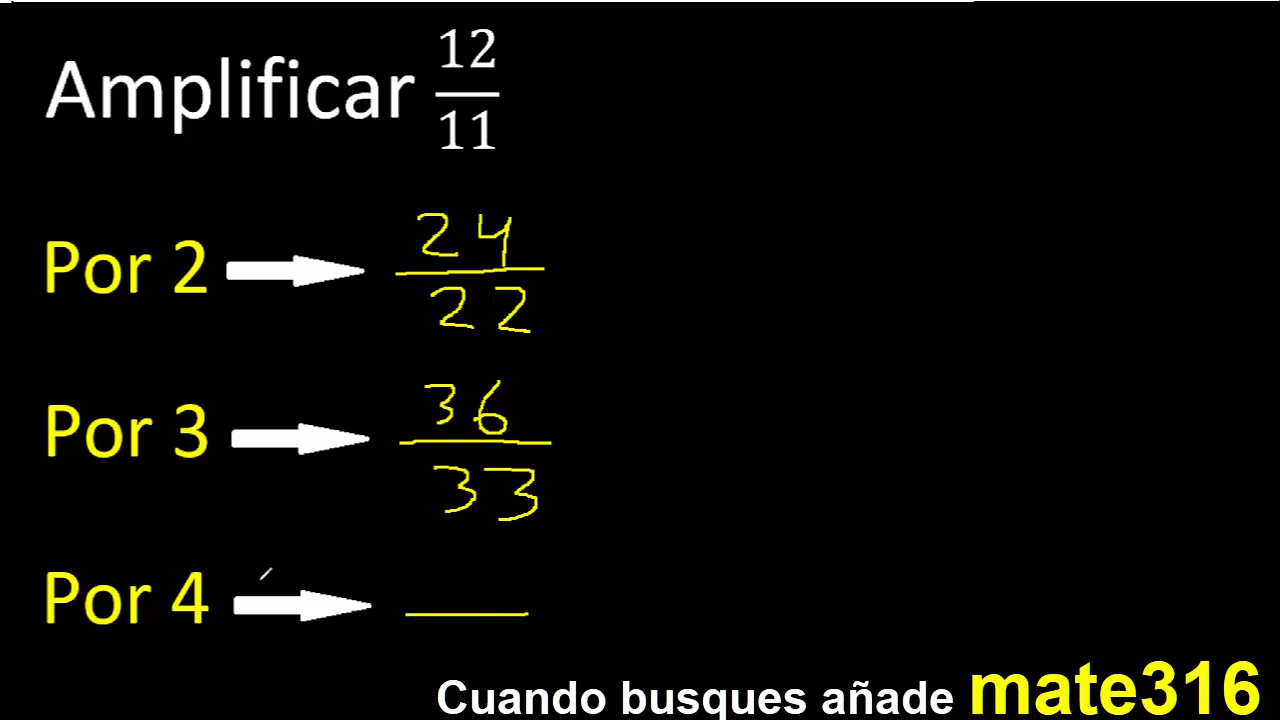 Amplificar 12/11
Por 2 24/22
Por 3 36/33
Por 4
Cuando busques añade mate316